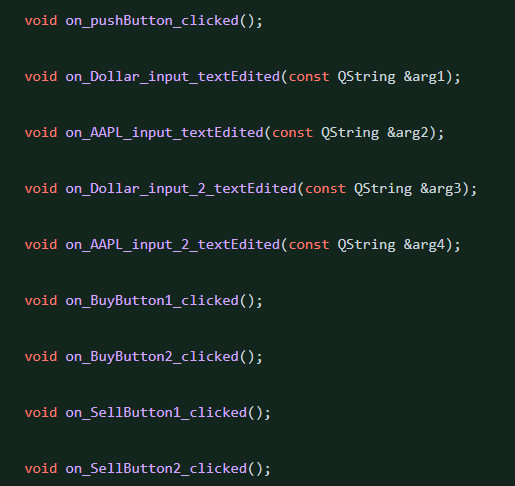 void on_pushButton_clicked();
void on_Dollar_input_textEdited(const QString &arg1);
void on_AAPL_input_textEdited(const QString &arg2);
void on_Dollar_input_2_textEdited(const QString &arg3);
void on_AAPL_input_2_textEdited(const QString &arg4);
void on_BuyButton1_clicked();
void on_BuyButton2_clicked();
void on_SellButton1_clicked();
void on_SellButton2_clicked();